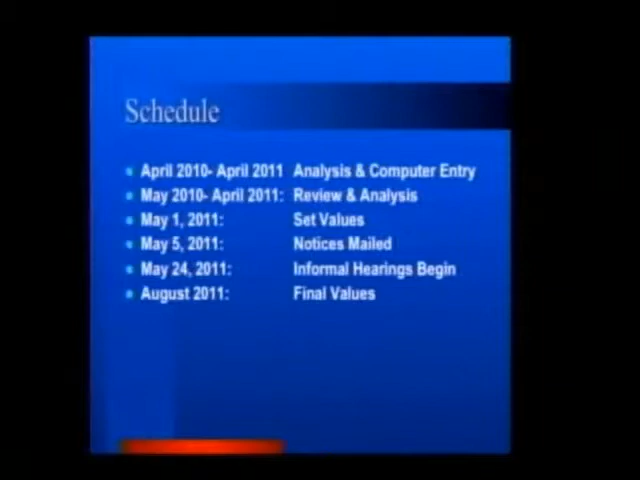 Schedule
April 2010- April 2011 Analysis & Computer Entry
May 2010- April 2011: Review & Analysis
May 1, 2011: Set Values
May 5, 2011: Notices Mailed
May 24, 2011: Informal Hearings Begin
August 2011: Final Values